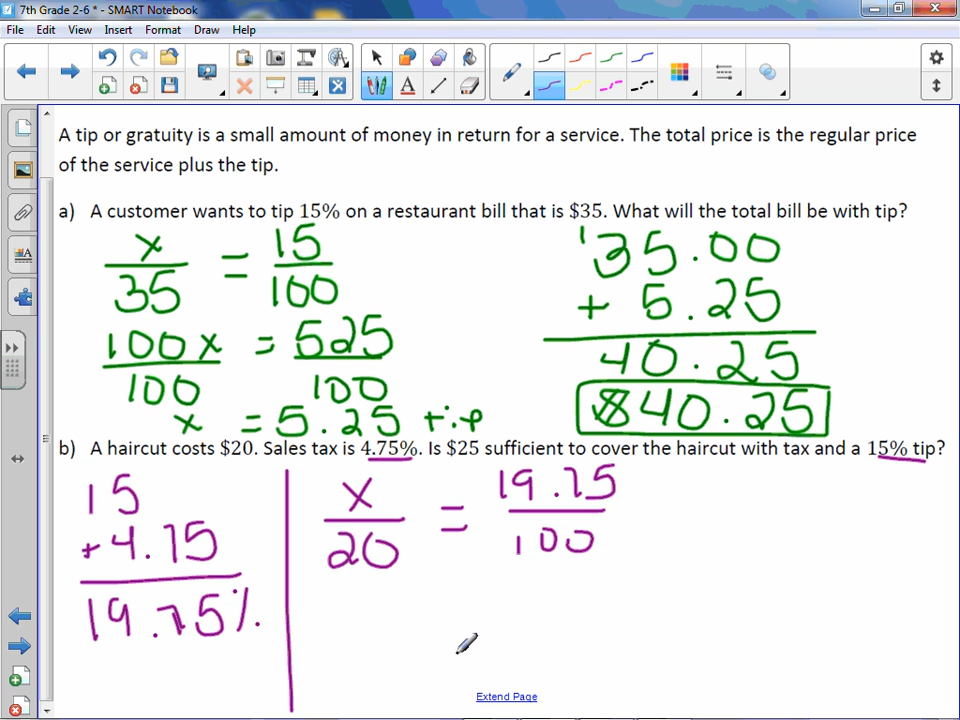 7th Grade 2-6 * - SMART Notebook
File Edit View Insert Format Draw Help
A tip or gratuity is a small amount of money in return for a service. The total price is the regular price
of the service plus the tip.
a) A customer wants to tip 15% on a restaurant bill that is $35. What will the total bill be with tip?
x/35 = 15/100
100x/100 = 525/100
x = 5.25 tip
1
35.00
+ 5.25
40.25
$40.25
b) A haircut costs $20. Sales tax is 4.75%. Is $25 sufficient to cover the haircut with tax and a 15% tip?
15
+4.75
19.75%
x/20 = 19.75/100
Extend Page